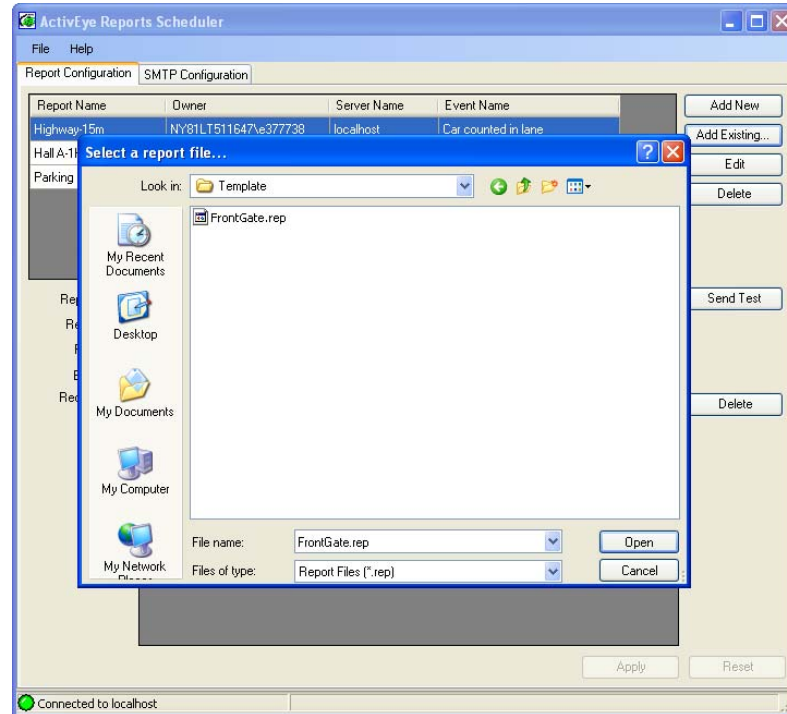 ActivEye Reports Scheduler
File Help
Report Configuration SMTP Configuration
Report Name Owner Server Name Event Name
Highway-15m NY81LT511647\e377738 localhost Car counted in lane
Hall A-1
Parking
Add New
Add Existing...
Edit
Delete
Select a report file...
Look in: Template
FrontGate.rep
My Recent
Documents
Desktop
My Documents
My Computer
My Network
File name: FrontGate.rep
Files of type: Report Files (*.rep)
Open
Cancel
Send Test
Delete
Apply Reset
Connected to localhost